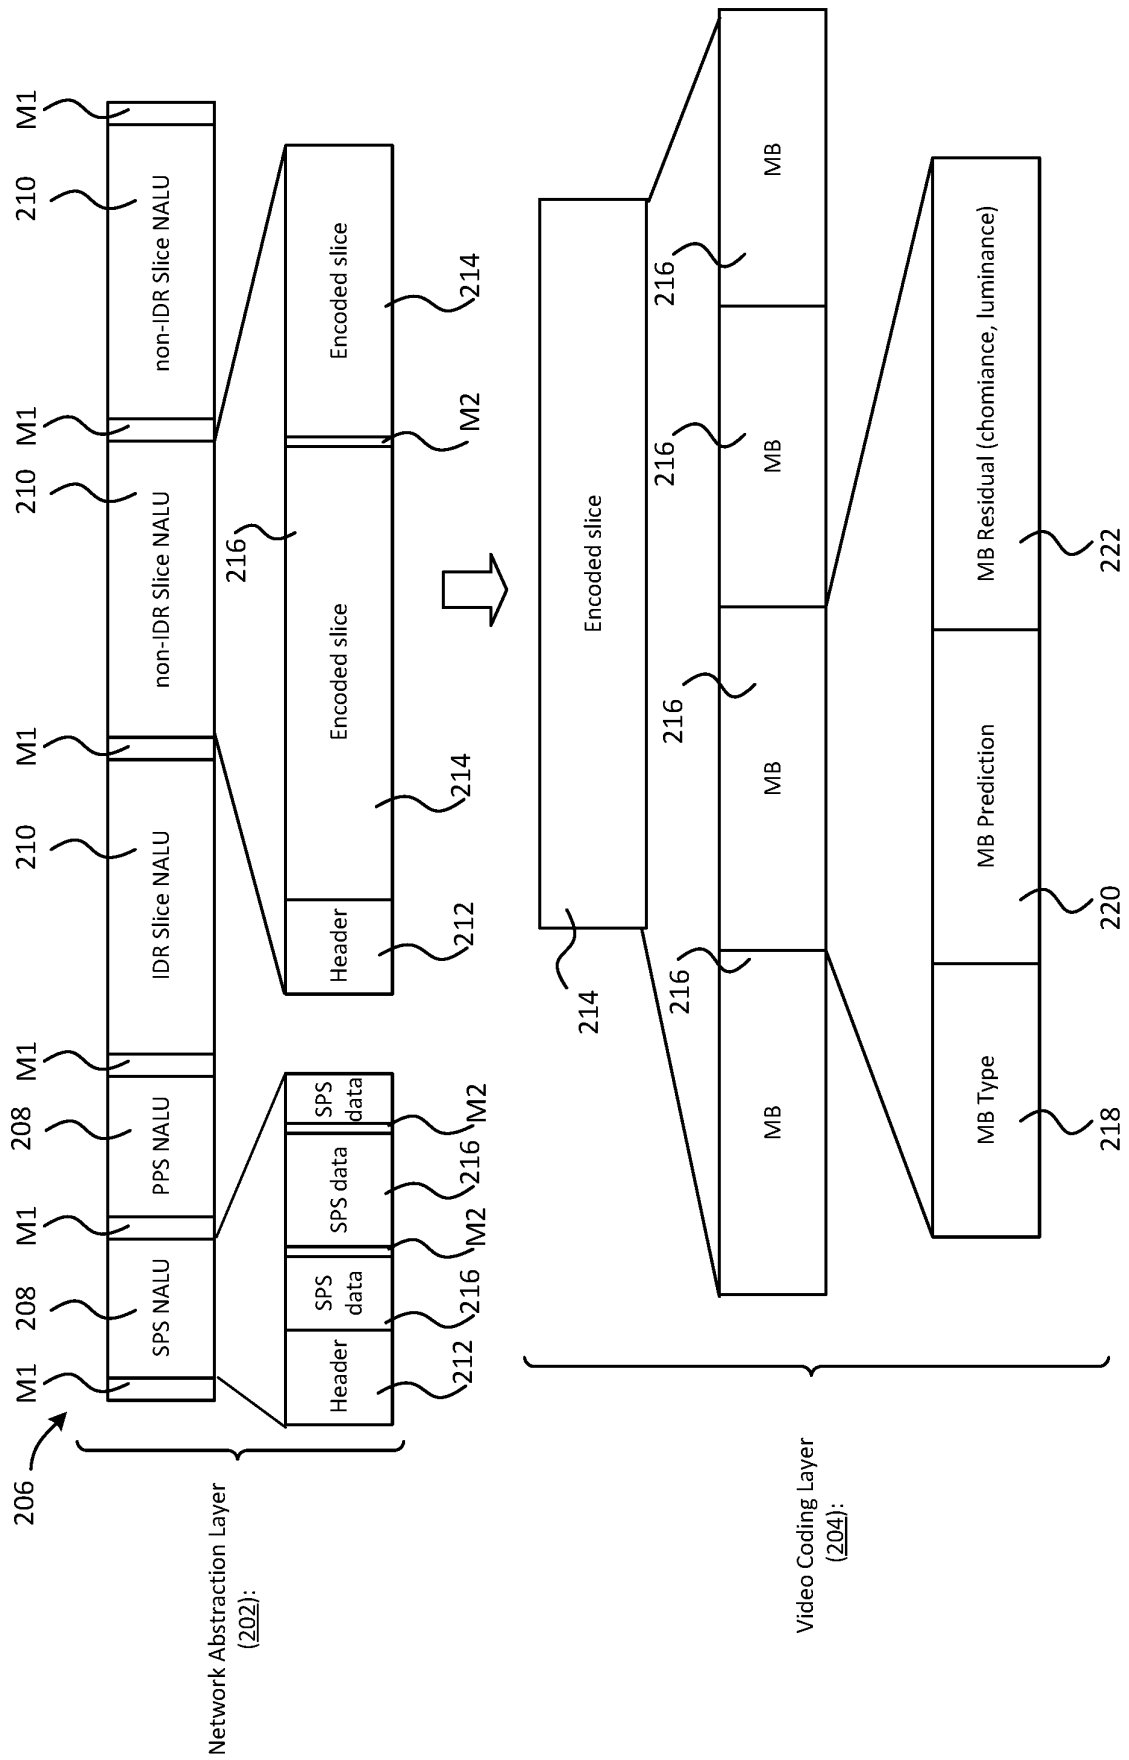 206
M1
208
M1
208
M1
210
M1
210
M1
210
M1
SPS NALU
PPS NALU
IDR Slice NALU
non-IDR Slice NALU
non-IDR Slice NALU
Network Abstraction Layer
(202):
216
Header
SPS
data
SPS data
SPS
data
Header
Encoded slice
Encoded slice
212
216
M2
216
M2
212
214
M2
214
Encoded slice
214
216
216
216
216
MB
MB
MB
MB
Video Coding Layer
(204):
MB Type
MB Prediction
MB Residual (chomiance, luminance)
218
220
222